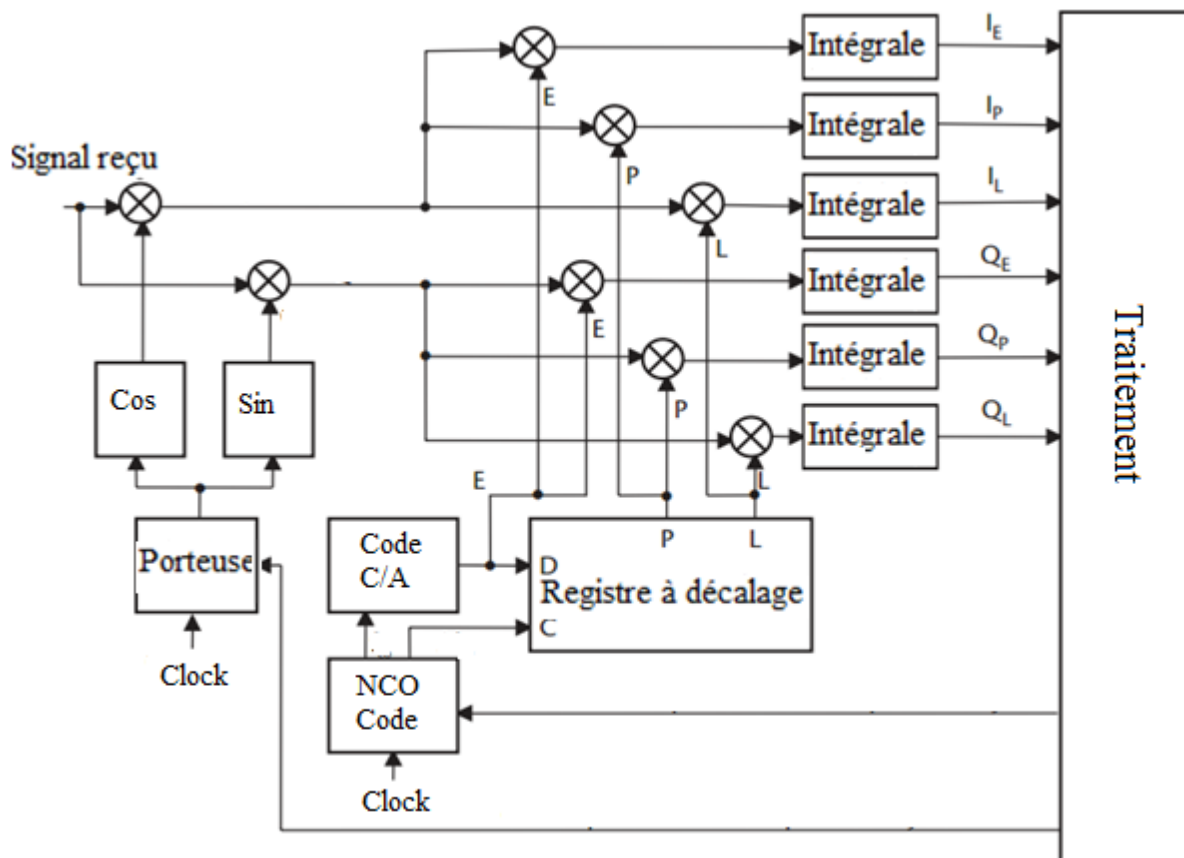 Intégrale
I_E
E
Intégrale
I_P
P
Signal reçu
Intégrale
I_L
L
Intégrale
Q_E
E
Intégrale
Q_P
P
Intégrale
Q_L
L
Traitement
Cos
Sin
E
Porteuse
Clock
Code
C/A
P
L
D
Registre à décalage
C
NCO
Code
Clock